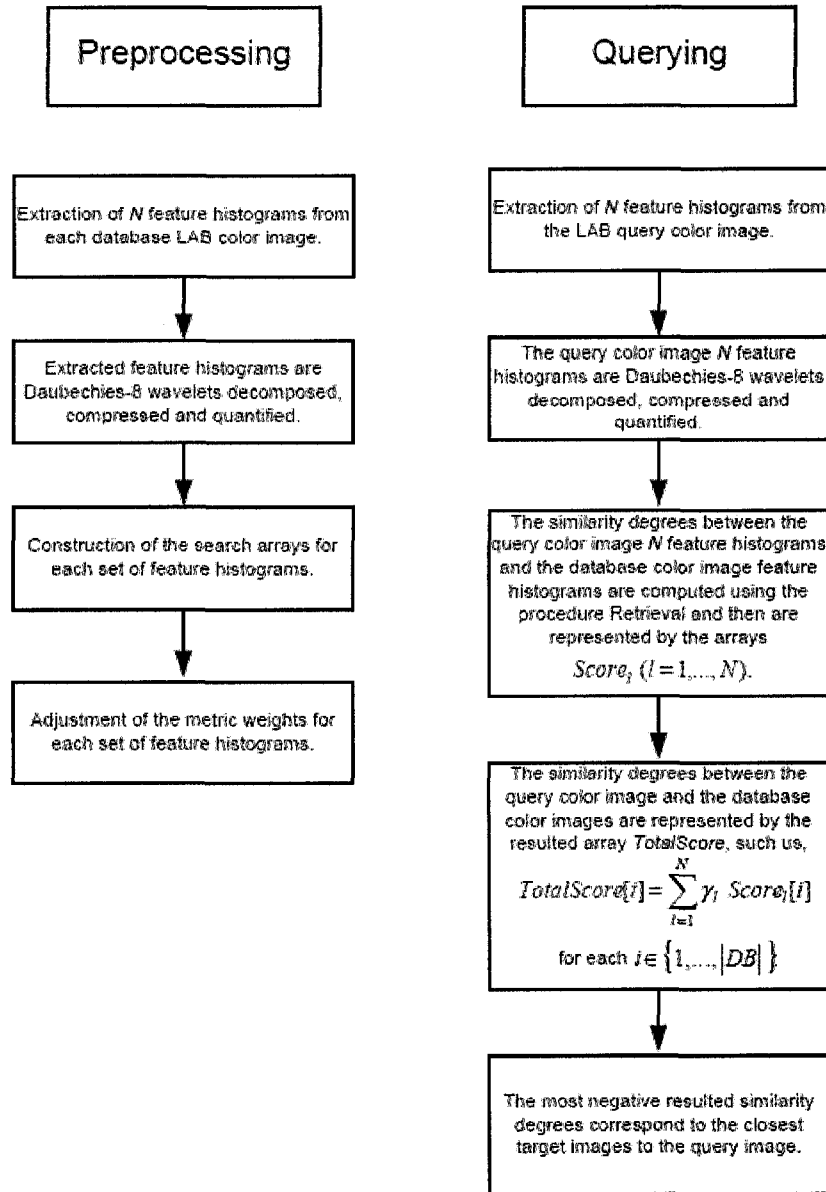 Preprocessing
Extraction of N feature histograms from
each database LAB color image.
Extracted feature histograms are
Daubechies-8 wavelets decomposed,
compressed and quantified.
Construction of the search arrays for
each set of feature histograms.
Adjustment of the metric weights for
each set of feature histograms.
Querying
Extraction of N feature histograms from
the LAB query color image.
The query color image N feature
histograms are Daubechies-8 wavelets
decomposed, compressed and
quantified.
The similarity degrees between the
query color image N feature histograms
and the database color image feature
histograms are computed using the
procedure Retrieval and then are
represented by the arrays
Score_l (l = 1,..., N).
The similarity degrees between the
query color image and the database
color images are represented by the
resulted array TotalScore, such us,
TotalScore[i] = ∑_{l=1}^{N} γ_l Score_l[i]
for each i ∈ {1,...,|DB|}
The most negative resulted similarity
degrees correspond to the closest
target images to the query image.